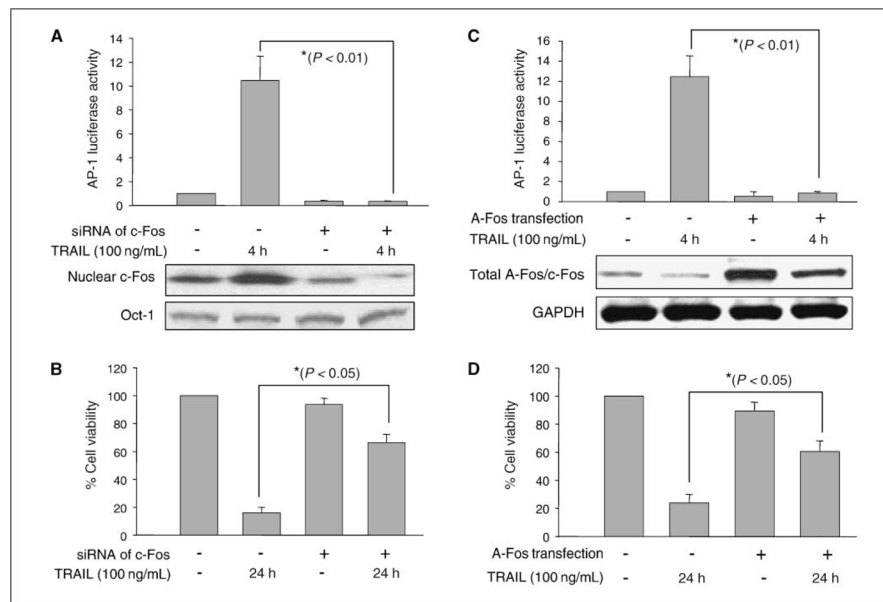 A
AP-1 luciferase activity
14
12
10
8
6
4
2
0
*(P < 0.01)
siRNA of c-Fos - - + +
TRAIL (100 ng/mL) - 4 h - 4 h
Nuclear c-Fos
Oct-1
B
% Cell viability
120
100
80
60
40
20
0
*(P < 0.05)
siRNA of c-Fos - - + +
TRAIL (100 ng/mL) - 24 h - 24 h
C
AP-1 luciferase activity
16
14
12
10
8
6
4
2
0
*(P < 0.01)
A-Fos transfection - - + +
TRAIL (100 ng/mL) - 4 h - 4 h
Total A-Fos/c-Fos
GAPDH
D
% Cell viability
120
100
80
60
40
20
0
*(P < 0.05)
A-Fos transfection - - + +
TRAIL (100 ng/mL) - 24 h - 24 h